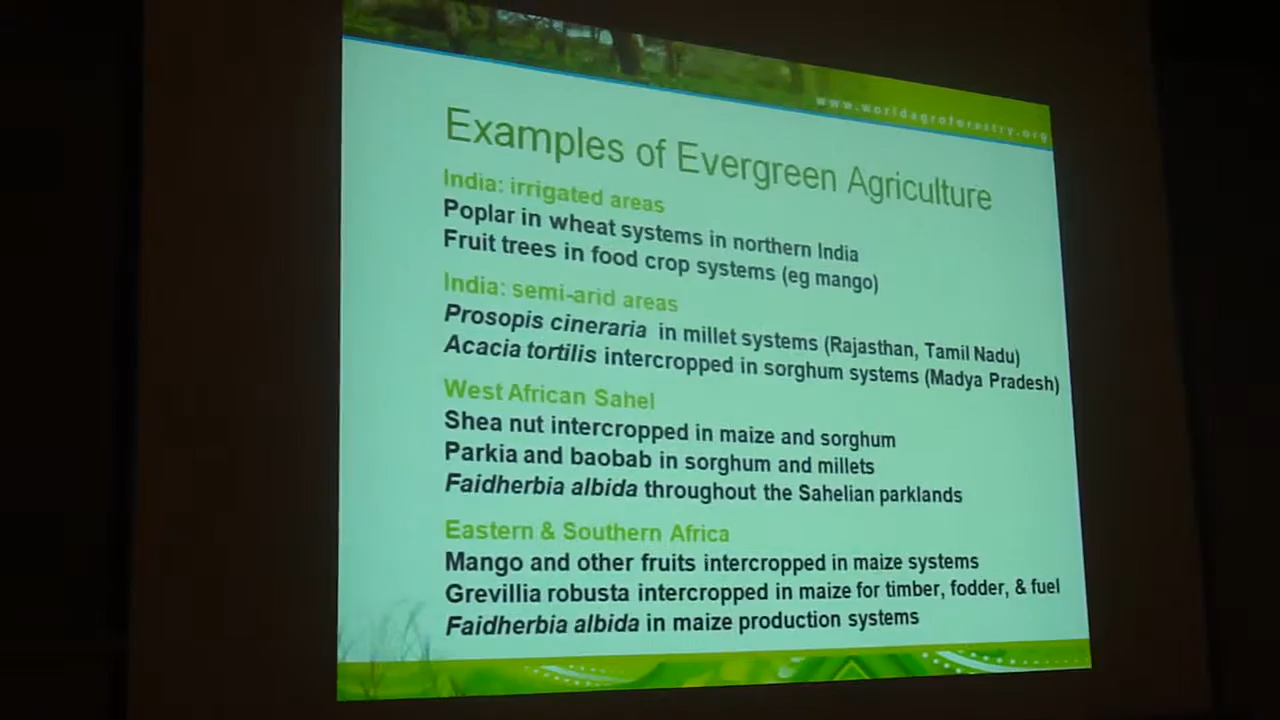 www.worldagroforestry.org
Examples of Evergreen Agriculture
India: irrigated areas
Poplar in wheat systems in northern India
Fruit trees in food crop systems (eg mango)
India: semi-arid areas
Prosopis cineraria in millet systems (Rajasthan, Tamil Nadu)
Acacia tortilis intercropped in sorghum systems (Madya Pradesh)
West African Sahel
Shea nut intercropped in maize and sorghum
Parkia and baobab in sorghum and millets
Faidherbia albida throughout the Sahelian parklands
Eastern & Southern Africa
Mango and other fruits intercropped in maize systems
Grevillia robusta intercropped in maize for timber, fodder, & fuel
Faidherbia albida in maize production systems